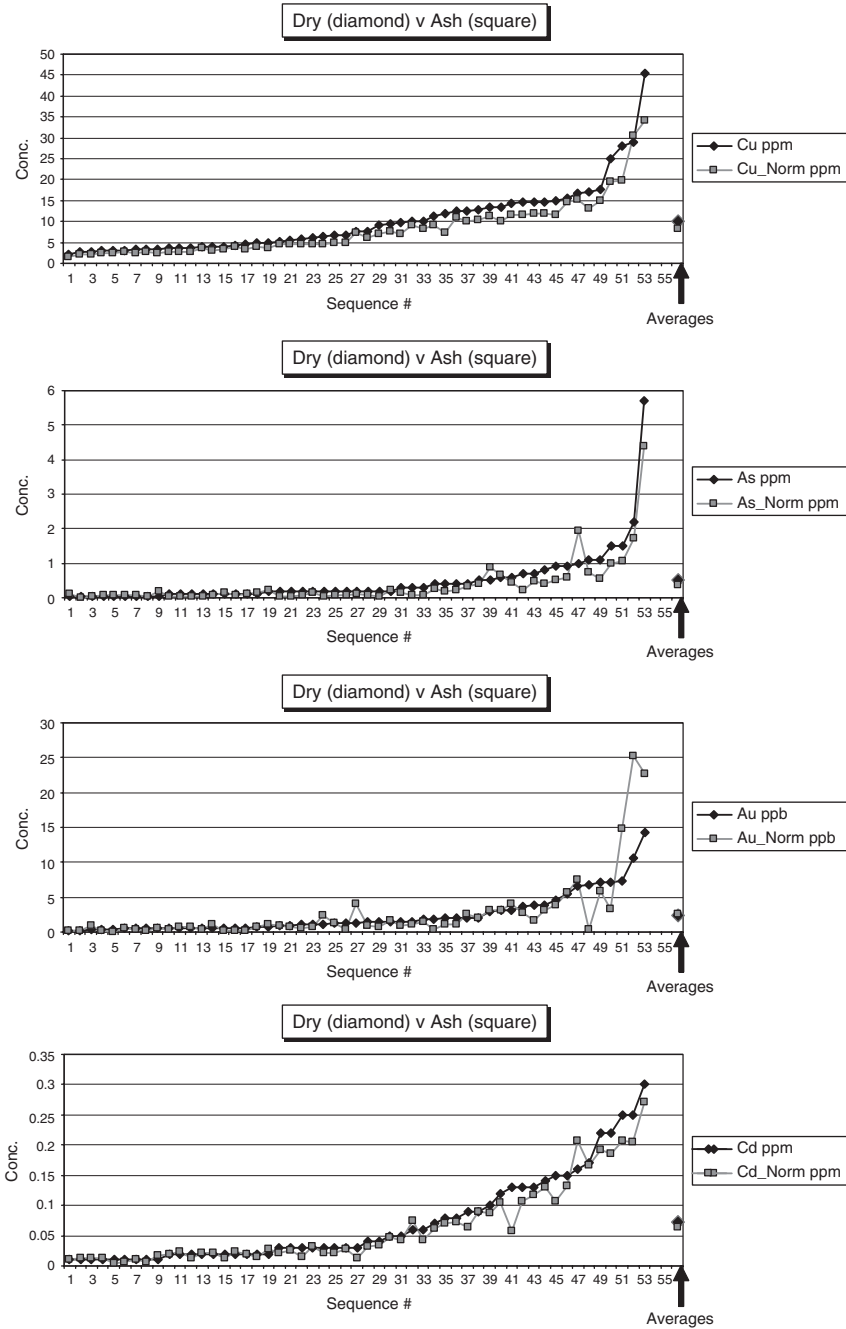 Dry (diamond) v Ash (square)
50
45
40
35
30
25
20
15
10
5
0
Conc.
1 3 5 7 9 11 13 15 17 19 21 23 25 27 29 31 33 35 37 39 41 43 45 47 49 51 53 55
Sequence #
Averages
Cu ppm
Cu_Norm ppm
Dry (diamond) v Ash (square)
6
5
4
3
2
1
0
Conc.
1 3 5 7 9 11 13 15 17 19 21 23 25 27 29 31 33 35 37 39 41 43 45 47 49 51 53 55
Sequence #
Averages
As ppm
As_Norm ppm
Dry (diamond) v Ash (square)
30
25
20
15
10
5
0
Conc.
1 3 5 7 9 11 13 15 17 19 21 23 25 27 29 31 33 35 37 39 41 43 45 47 49 51 53 55
Sequence #
Averages
Au ppb
Au_Norm ppb
Dry (diamond) v Ash (square)
0.35
0.3
0.25
0.2
0.15
0.1
0.05
0
Conc.
1 3 5 7 9 11 13 15 17 19 21 23 25 27 29 31 33 35 37 39 41 43 45 47 49 51 53 55
Sequence #
Averages
Cd ppm
Cd_Norm ppm